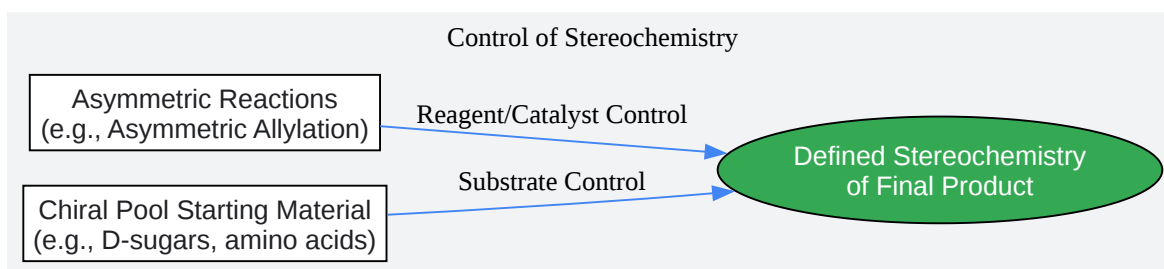 Control of Stereochemistry
Asymmetric Reactions
(e.g., Asymmetric Allylation)
Reagent/Catalyst Control
Chiral Pool Starting Material
(e.g., D-sugars, amino acids)
Substrate Control
Defined Stereochemistry
of Final Product